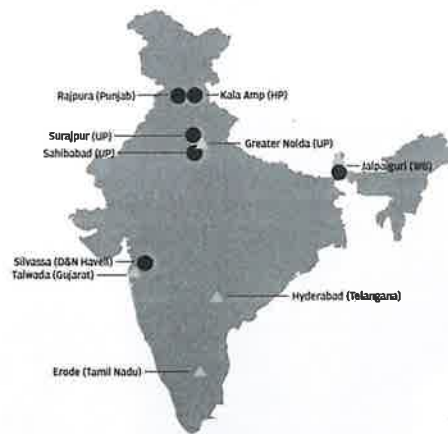 Rajpura (Punjab)
Kala Amp (HP)
Surajpur (UP)
Greater Noida (UP)
Sahibabad (UP)
Jalpaiguri (WB)
Silvassa (D&N Haveli)
Talwada (Gujarat)
Hyderabad (Telangana)
Erode (Tamil Nadu)